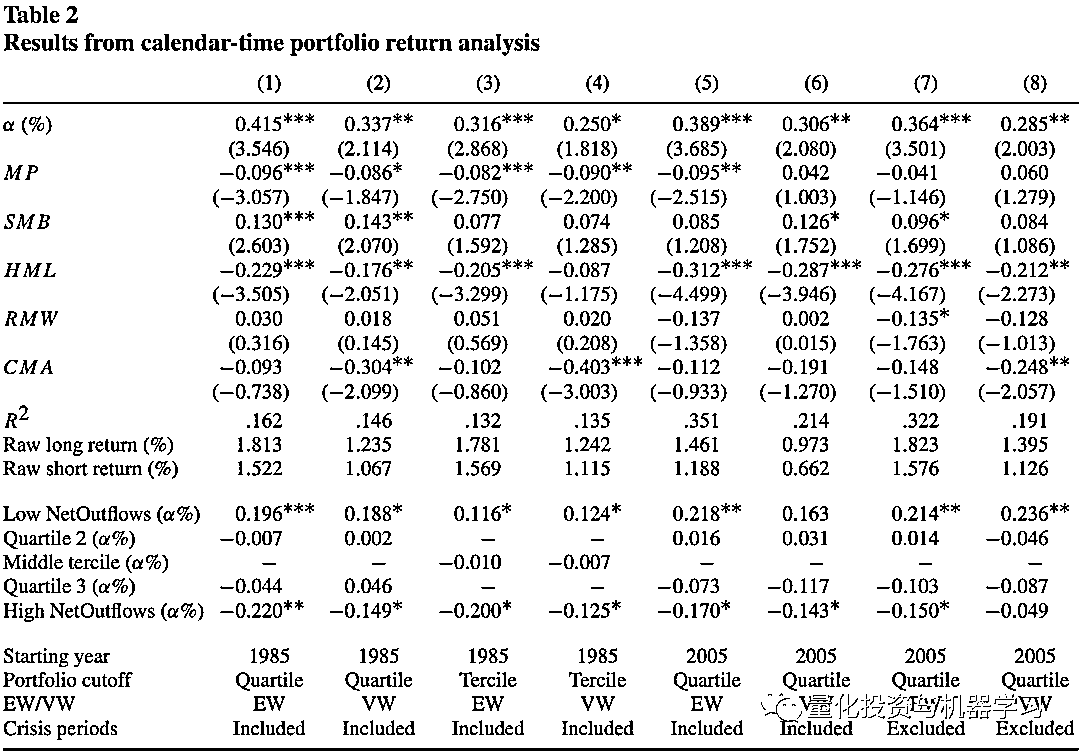 Table 2
Results from calendar-time portfolio return analysis
(1) (2) (3) (4) (5) (6) (7) (8)
α (%) 0.415*** 0.337** 0.316*** 0.250* 0.389*** 0.306** 0.364*** 0.285**
(3.546) (2.114) (2.868) (1.818) (3.685) (2.080) (3.501) (2.003)
MP −0.096*** −0.086* −0.082*** −0.090** −0.095** 0.042 −0.041 0.060
(−3.057) (−1.847) (−2.750) (−2.200) (−2.515) (1.003) (−1.146) (1.279)
SMB 0.130*** 0.143** 0.077 0.074 0.085 0.126* 0.096* 0.084
(2.603) (2.070) (1.592) (1.285) (1.208) (1.752) (1.699) (1.086)
HML −0.229*** −0.176** −0.205*** −0.087 −0.312*** −0.287*** −0.276*** −0.212**
(−3.505) (−2.051) (−3.299) (−1.175) (−4.499) (−3.946) (−4.167) (−2.273)
RMW 0.030 0.018 0.051 0.020 −0.137 0.002 −0.135* −0.128
(0.316) (0.145) (0.569) (0.208) (−1.358) (0.015) (−1.763) (−1.013)
CMA −0.093 −0.304** −0.102 −0.403*** −0.112 −0.191 −0.148 −0.248**
(−0.738) (−2.099) (−0.860) (−3.003) (−0.933) (−1.270) (−1.510) (−2.057)
R2 .162 .146 .132 .135 .351 .214 .322 .191
Raw long return (%) 1.813 1.235 1.781 1.242 1.461 0.973 1.823 1.395
Raw short return (%) 1.522 1.067 1.569 1.115 1.188 0.662 1.576 1.126
Low NetOutflows (α%) 0.196*** 0.188* 0.116* 0.124* 0.218** 0.163 0.214** 0.236**
Quartile 2 (α%) −0.007 0.002 — — 0.016 0.031 0.014 −0.046
Middle tercile (α%) — — −0.010 −0.007 — — — —
Quartile 3 (α%) −0.044 0.046 — — −0.073 −0.117 −0.103 −0.087
High NetOutflows (α%) −0.220** −0.149* −0.200* −0.125* −0.170* −0.143* −0.150* −0.049
Starting year 1985 1985 1985 1985 2005 2005 2005 2005
Portfolio cutoff Quartile Quartile Tercile Tercile Quartile Quartile Quartile Quartile
EW/VW EW VW EW VW EW
量化投资与机器学习
Crisis periods Included Included Included Included Included Included Excluded Excluded